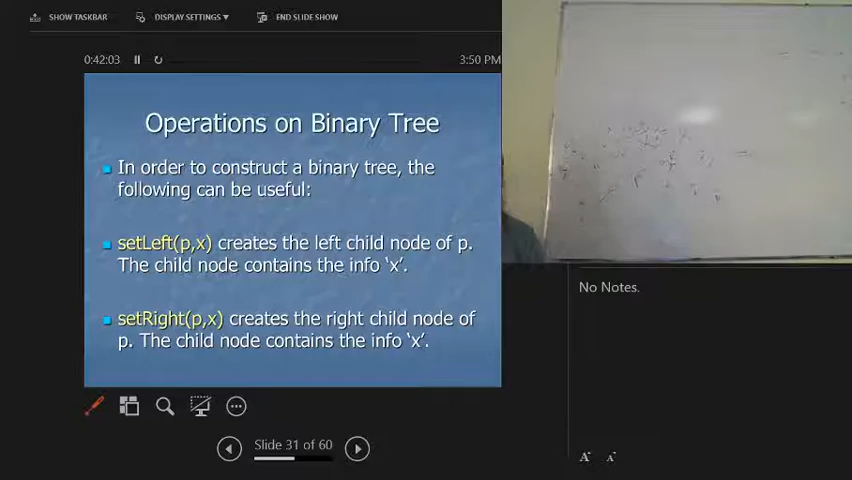 SHOW TASKBAR
DISPLAY SETTINGS ▼
END SLIDE SHOW
0:42:03
3:50 PM
Operations on Binary Tree
In order to construct a binary tree, the
following can be useful:
setLeft(p,x) creates the left child node of p.
The child node contains the info ‘x’.
setRight(p,x) creates the right child node of
p. The child node contains the info ‘x’.
No Notes.
Slide 31 of 60
A A